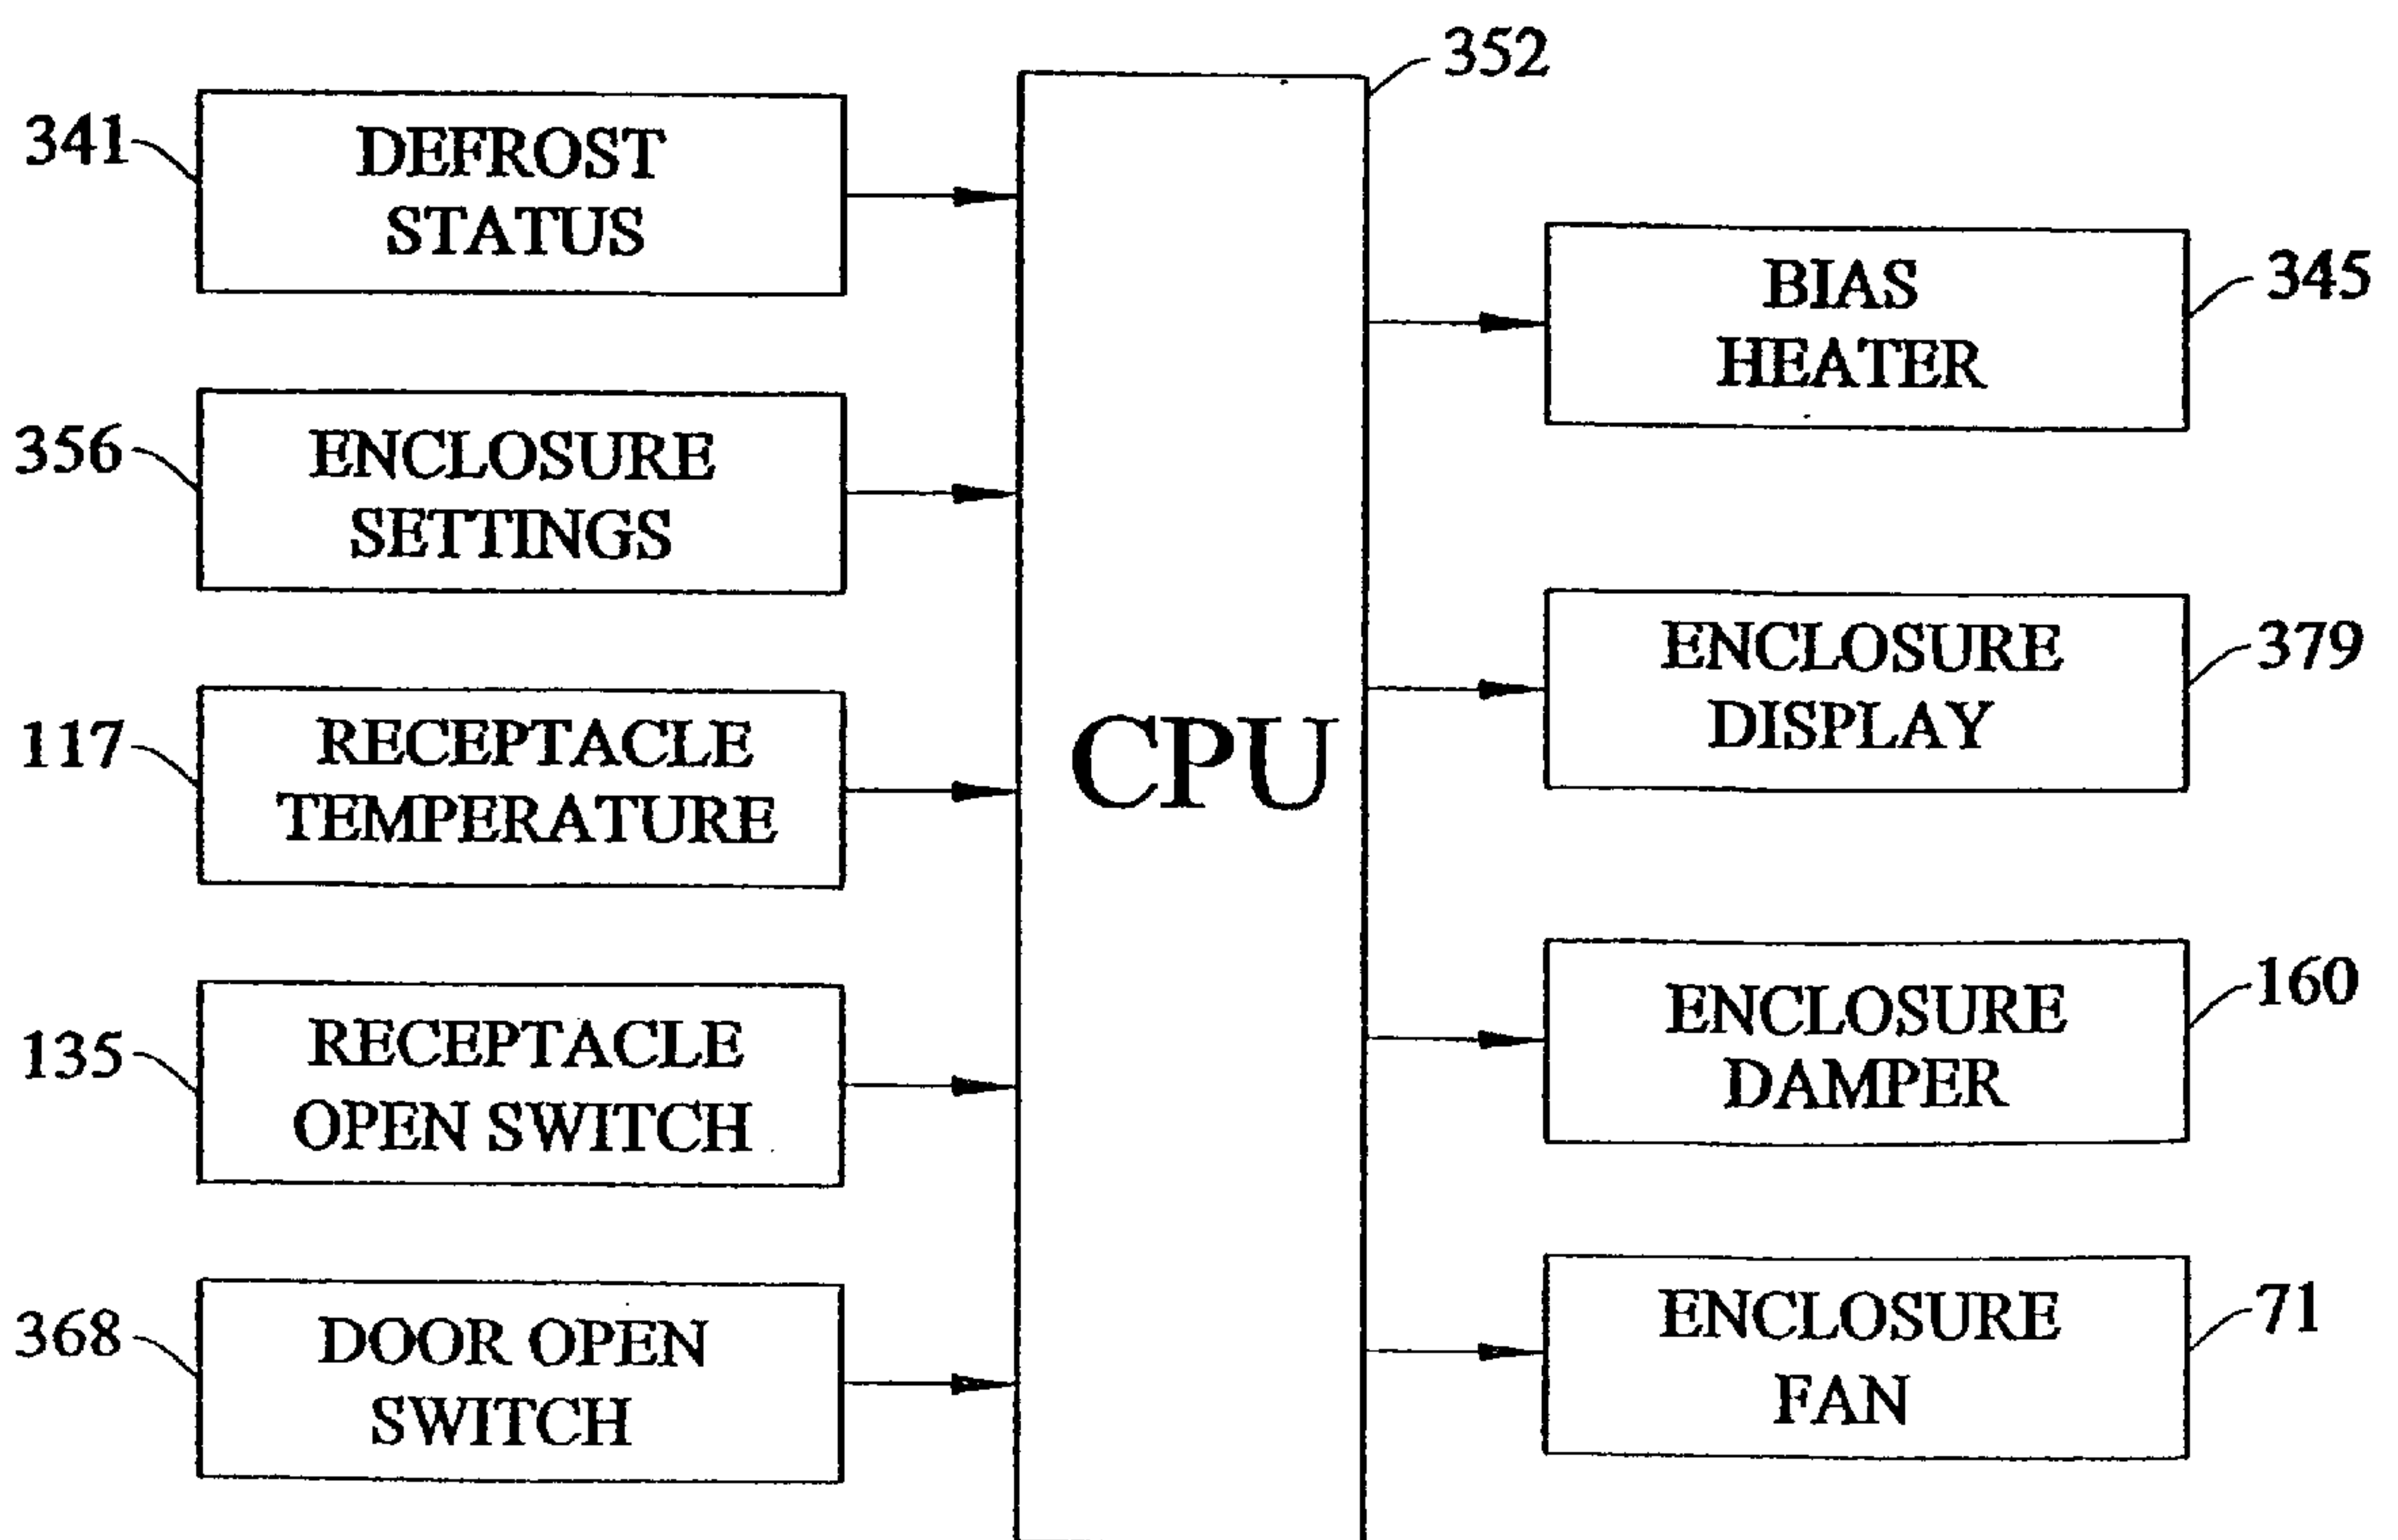 352
341
DEFROST
STATUS
BIAS
HEATER
345
356
ENCLOSURE
SETTINGS
ENCLOSURE
DISPLAY
379
117
RECEPTACLE
TEMPERATURE
CPU
ENCLOSURE
DAMPER
160
135
RECEPTACLE
OPEN SWITCH
ENCLOSURE
FAN
71
368
DOOR OPEN
SWITCH